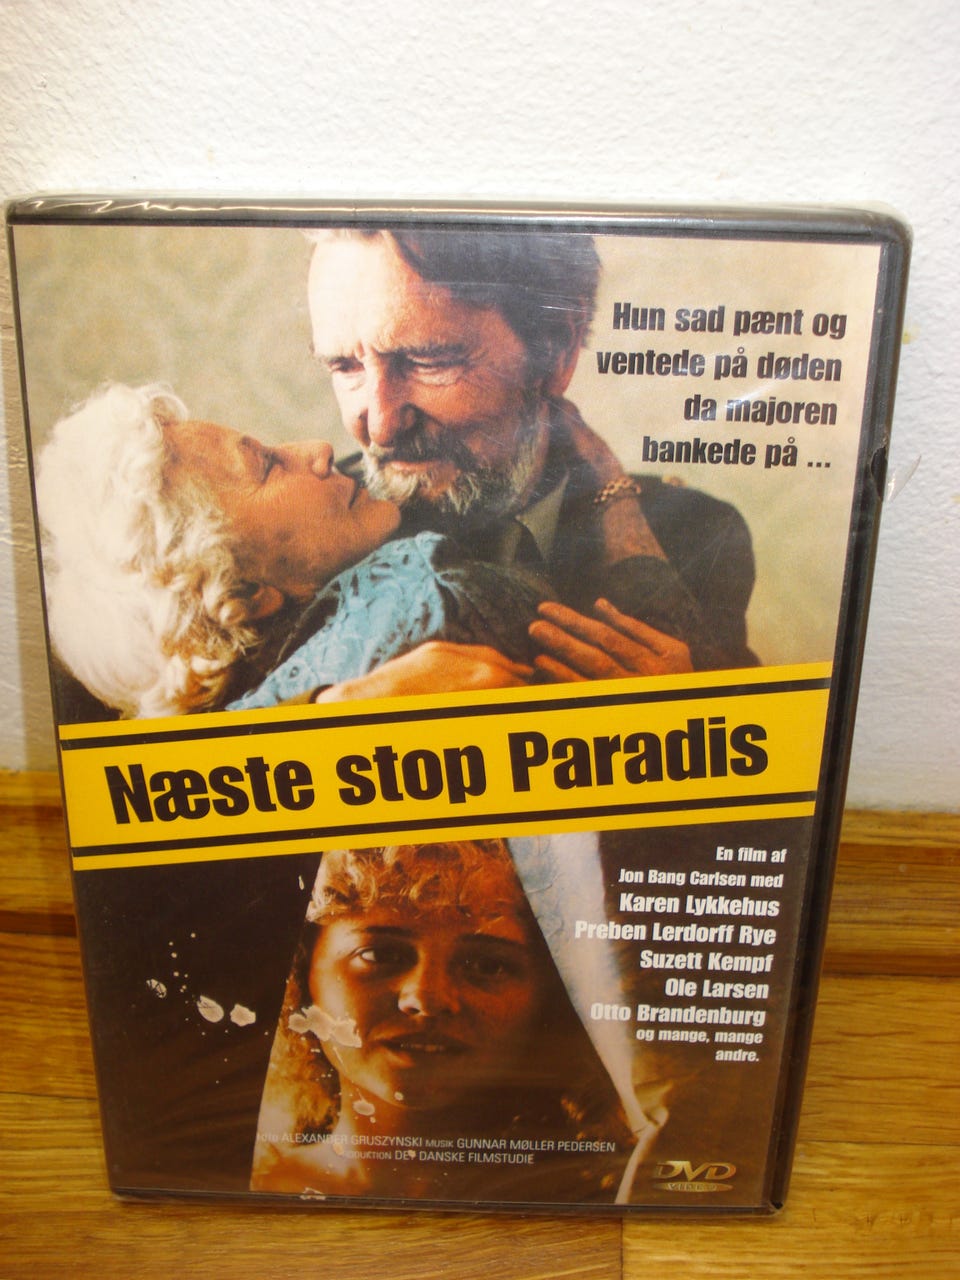 Hun sad pænt og
ventede på døden
da majoren
bankede på ...
Næste stop Paradis
En film af
Jon Bang Carlsen med
Karen Lykkehus
Preben Lerdorff Rye
Suzett Kempf
Ole Larsen
Otto Brandenburg
og mange, mange
andre.
ALEXANDER GRUSZYNSKI MUSIK GUNNAR MØLLER PEDERSEN
DET DANSKE FILMSTUDIE
DVD
VIDEO